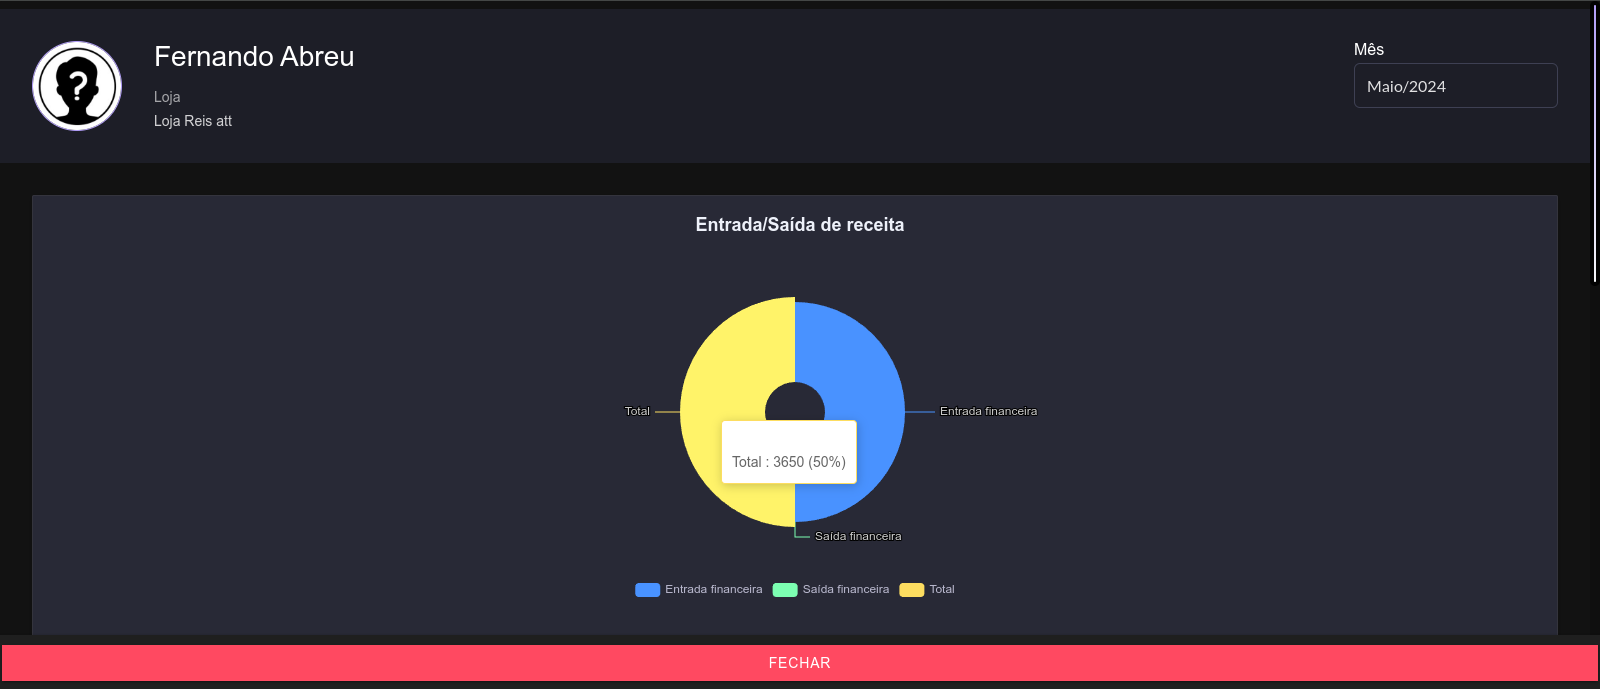 Fernando Abreu
Loja
Loja Reis att
Mês
Maio/2024
Entrada/Saída de receita
Total
Entrada financeira
Total : 3650 (50%)
Saída financeira
Entrada financeira Saída financeira Total
FECHAR